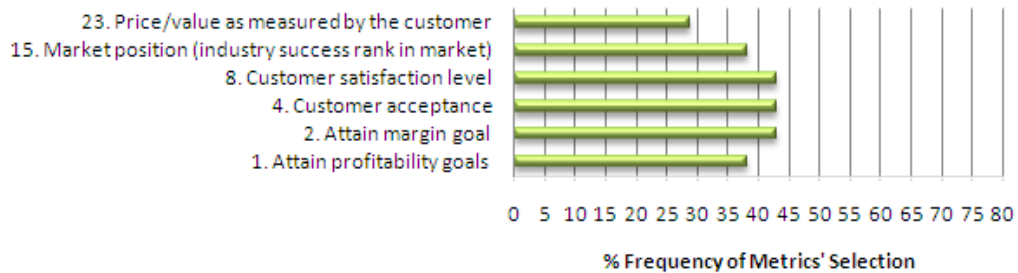 23. Price/value as measured by the customer
15. Market position (industry success rank in market)
8. Customer satisfaction level
4. Customer acceptance
2. Attain margin goal
1. Attain profitability goals
0 5 10 15 20 25 30 35 40 45 50 55 60 65 70 75 80
% Frequency of Metrics' Selection